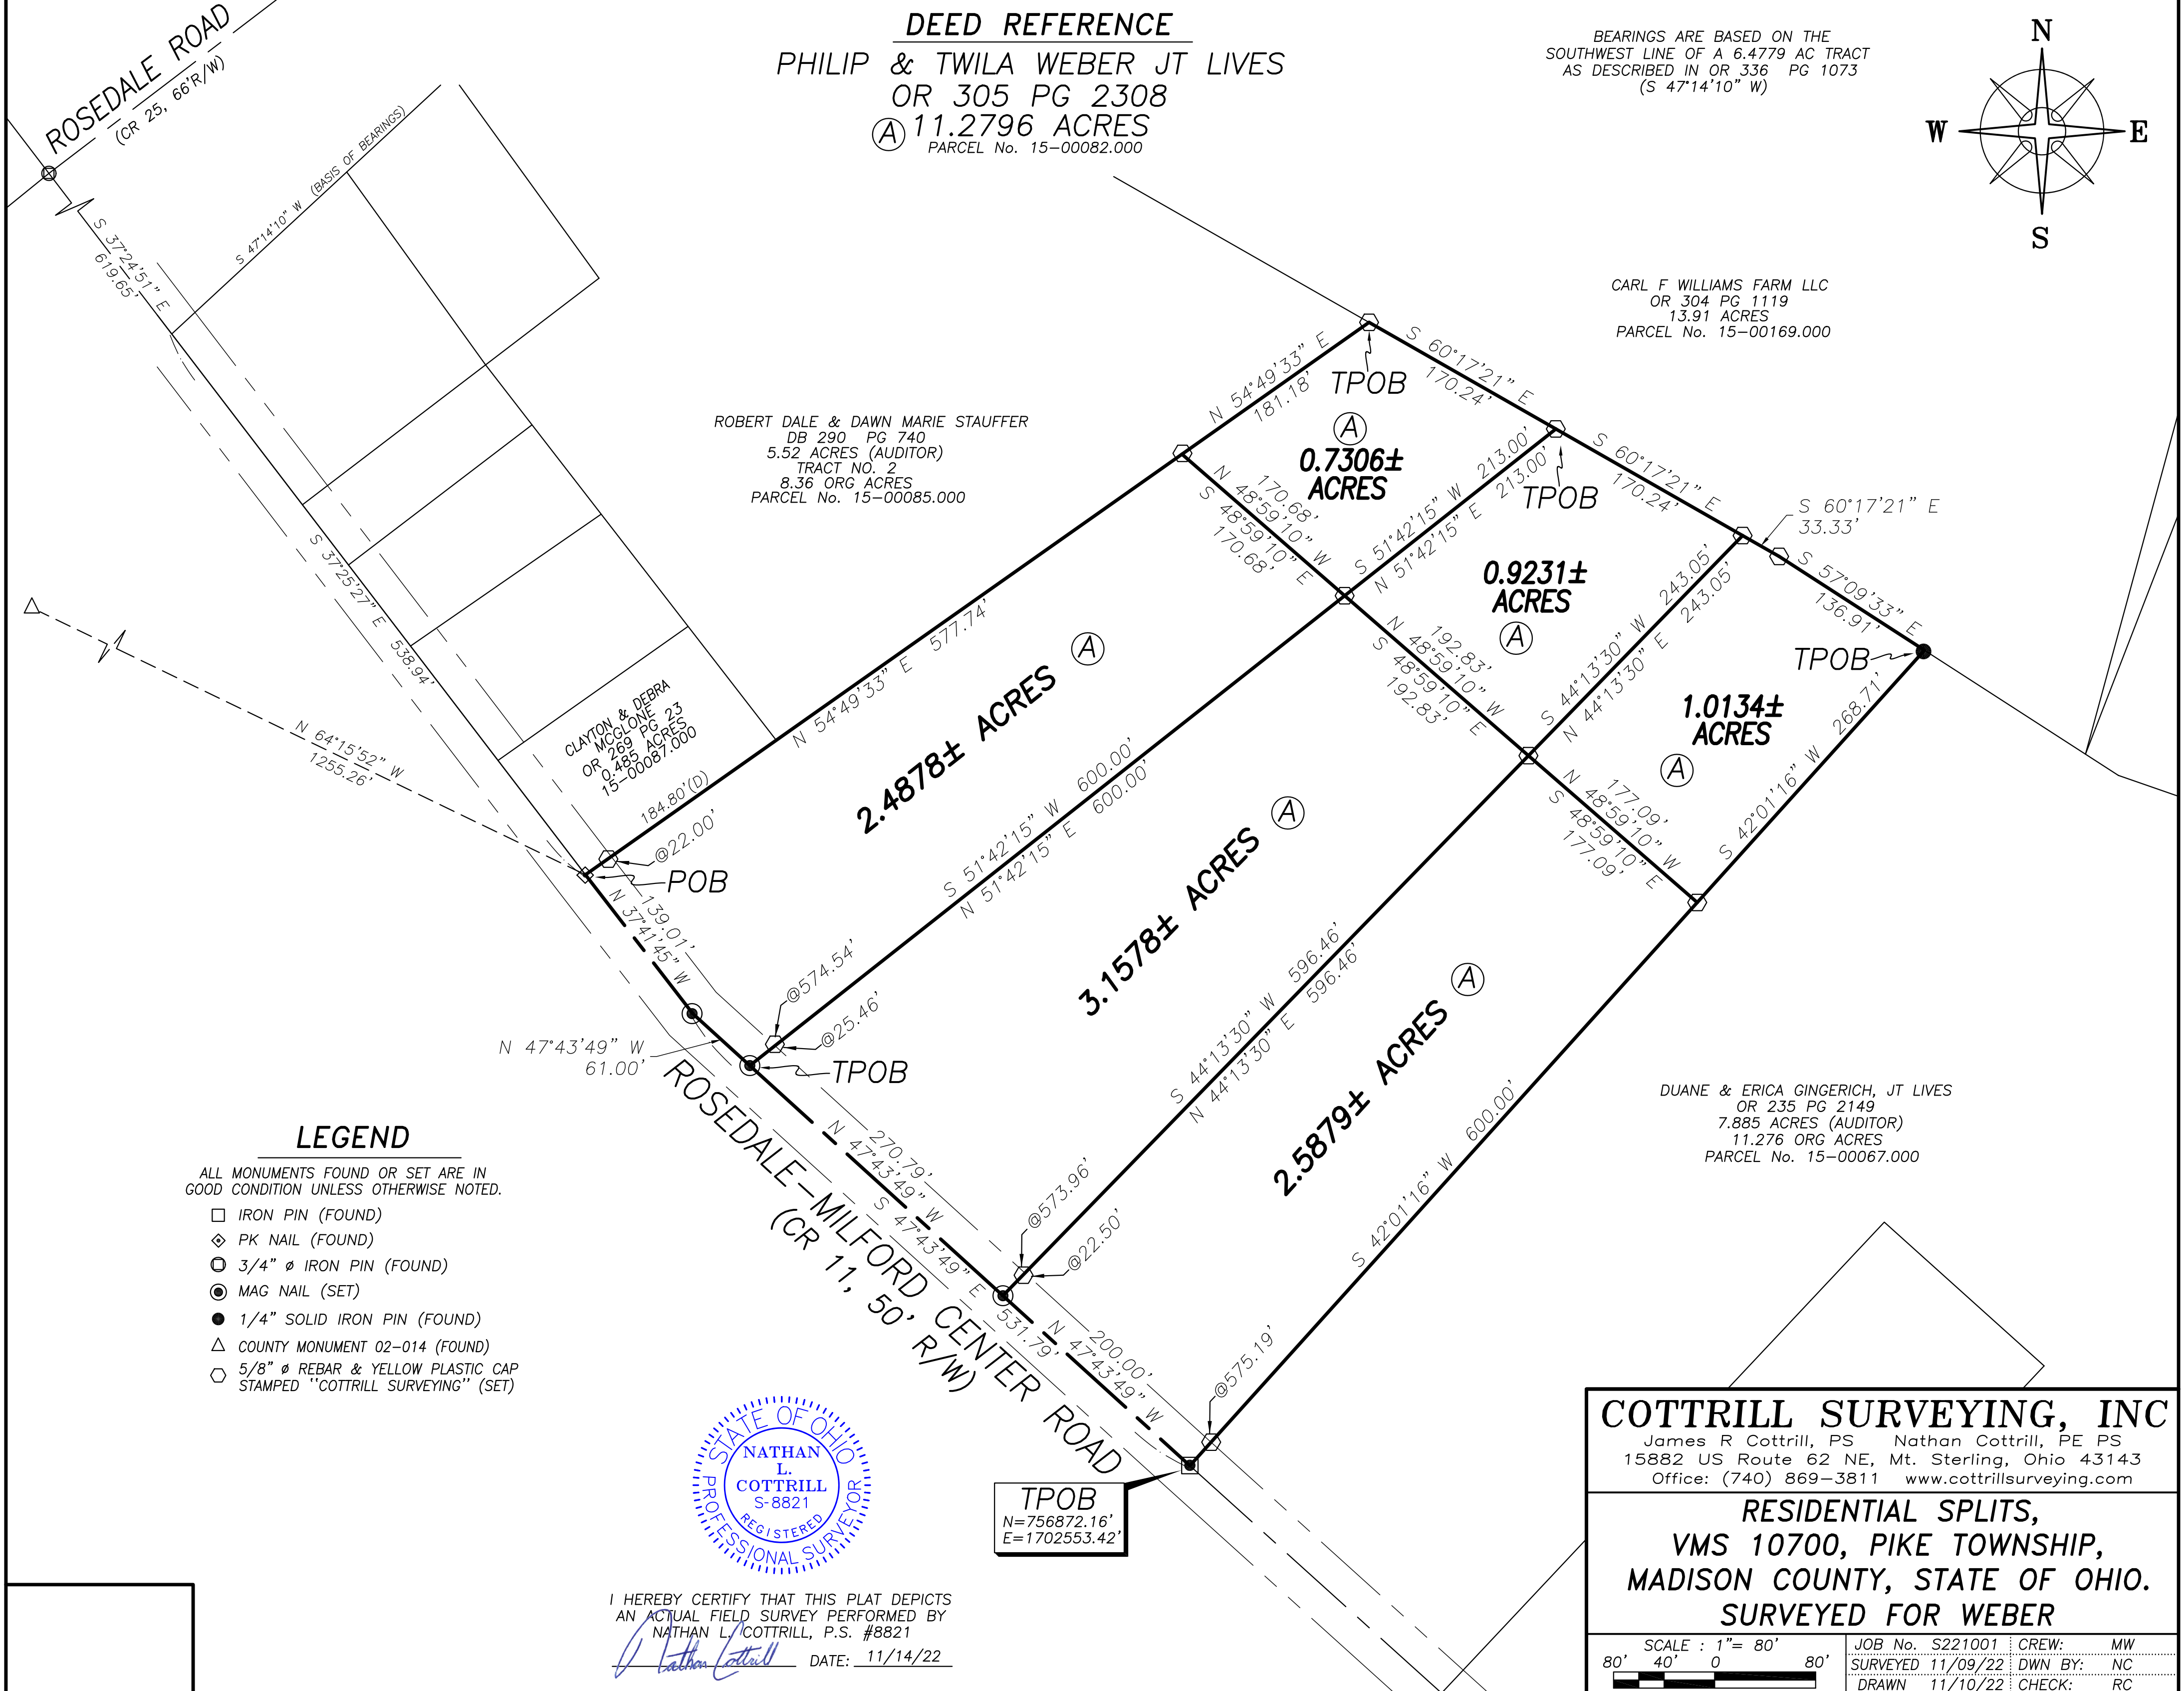 DEED REFERENCE
PHILIP & TWILA WEBER JT LIVES
OR 305 PG 2308
Ⓐ 11.2796 ACRES
PARCEL No. 15-00082.000
BEARINGS ARE BASED ON THE
SOUTHWEST LINE OF A 6.4779 AC TRACT
AS DESCRIBED IN OR 336 PG 1073
(S 47°14'10" W)
N
W
E
S
ROSEDALE ROAD
(CR 25, 66'R/W)
S 47°14'10" W (BASIS OF BEARINGS)
S 37°24'51" E
619.65'
CARL F WILLIAMS FARM LLC
OR 304 PG 1119
13.91 ACRES
PARCEL No. 15-00169.000
ROBERT DALE & DAWN MARIE STAUFFER
DB 290 PG 740
5.52 ACRES (AUDITOR)
TRACT NO. 2
8.36 ORG ACRES
PARCEL No. 15-00085.000
N 54°49'33" E
181.18'
TPOB
S 60°17'21" E
170.24'
Ⓐ
0.7306±
ACRES
S 51°42'15" W 213.00'
N 51°42'15" E 213.00'
170.68'
N 48°59'10" W
S 48°59'10" E
170.68'
TPOB
S 60°17'21" E
170.24'
S 60°17'21" E
33.33'
S 57°09'33" E
136.91'
0.9231±
ACRES
Ⓐ
S 44°13'30" W 243.05'
N 44°13'30" E 243.05'
192.83'
N 48°59'10" W
S 48°59'10" E
192.83'
TPOB
1.0134±
ACRES
Ⓐ
S 42°01'16" W 268.71'
177.09'
N 48°59'10" W
S 48°59'10" E
177.09'
S 37°25'27" E 538.94'
N 64°15'52" W
1255.26'
CLAYTON & DEBRA
MCGLONE
OR 269 PG 23
0.485 ACRES
15-00087.000
184.80'(D)
N 54°49'33" E 577.74'
@22.00'
POB
2.4878± ACRES Ⓐ
S 51°42'15" W 600.00'
N 51°42'15" E 600.00'
139.01'
N 37°41'45" W
@574.54'
@25.46'
N 47°43'49" W
61.00'
TPOB
3.1578± ACRES Ⓐ
S 44°13'30" W 596.46'
N 44°13'30" E 596.46'
270.79'
N 47°43'49" W
S 47°43'49" E 531.79'
@573.96'
@22.50'
2.5879± ACRES Ⓐ
S 42°01'16" W 600.00'
200.00'
N 47°43'49" W
@575.19'
ROSEDALE-MILFORD CENTER ROAD
(CR 11, 50' R/W)
TPOB
N=756872.16'
E=1702553.42'
DUANE & ERICA GINGERICH, JT LIVES
OR 235 PG 2149
7.885 ACRES (AUDITOR)
11.276 ORG ACRES
PARCEL No. 15-00067.000
LEGEND
ALL MONUMENTS FOUND OR SET ARE IN
GOOD CONDITION UNLESS OTHERWISE NOTED.
IRON PIN (FOUND)
PK NAIL (FOUND)
3/4" ø IRON PIN (FOUND)
MAG NAIL (SET)
1/4" SOLID IRON PIN (FOUND)
COUNTY MONUMENT 02-014 (FOUND)
5/8" ø REBAR & YELLOW PLASTIC CAP
STAMPED ''COTTRILL SURVEYING'' (SET)
STATE OF OHIO
NATHAN
L.
COTTRILL
S-8821
REGISTERED
PROFESSIONAL SURVEYOR
I HEREBY CERTIFY THAT THIS PLAT DEPICTS
AN ACTUAL FIELD SURVEY PERFORMED BY
NATHAN L. COTTRILL, P.S. #8821
Nathan Cottrill DATE: 11/14/22
COTTRILL SURVEYING, INC
James R Cottrill, PS Nathan Cottrill, PE PS
15882 US Route 62 NE, Mt. Sterling, Ohio 43143
Office: (740) 869-3811 www.cottrillsurveying.com
RESIDENTIAL SPLITS,
VMS 10700, PIKE TOWNSHIP,
MADISON COUNTY, STATE OF OHIO.
SURVEYED FOR WEBER
SCALE : 1"= 80'
80' 40' 0 80'
JOB No. S221001 CREW: MW
SURVEYED 11/09/22 DWN BY: NC
DRAWN 11/10/22 CHECK: RC